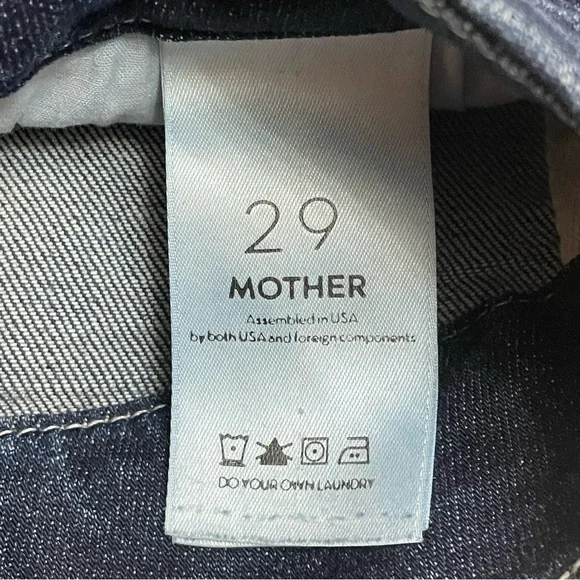 29
MOTHER
Assembled in USA
by both USA and foreign components
DO YOUR OWN LAUNDRY